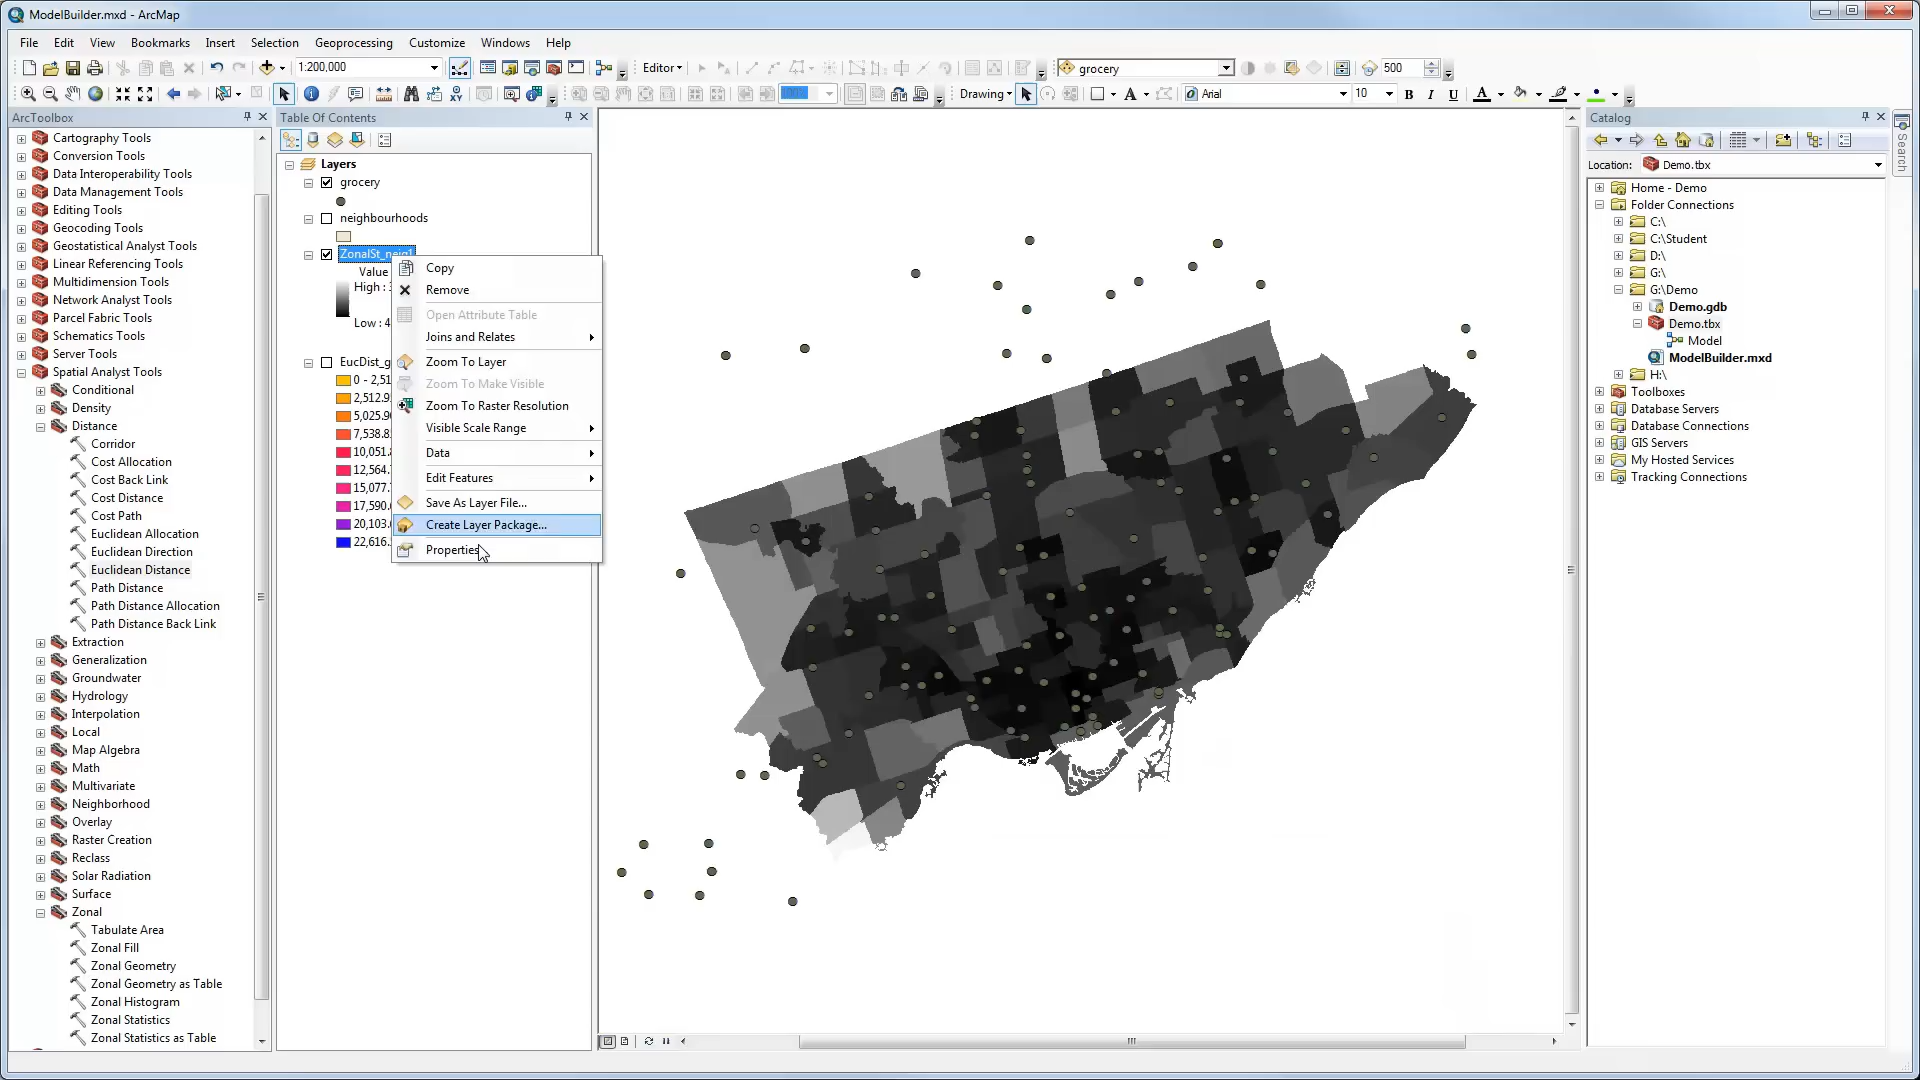 ModelBuilder.mxd - ArcMap
File Edit View Bookmarks Insert Selection Geoprocessing Customize Windows Help
1:200,000 Editor grocery 500
Drawing Arial 10 B I U A
ArcToolbox
Cartography Tools
Conversion Tools
Data Interoperability Tools
Data Management Tools
Editing Tools
Geocoding Tools
Geostatistical Analyst Tools
Linear Referencing Tools
Multidimension Tools
Network Analyst Tools
Parcel Fabric Tools
Schematics Tools
Server Tools
Spatial Analyst Tools
Conditional
Density
Distance
Corridor
Cost Allocation
Cost Back Link
Cost Distance
Cost Path
Euclidean Allocation
Euclidean Direction
Euclidean Distance
Path Distance
Path Distance Allocation
Path Distance Back Link
Extraction
Generalization
Groundwater
Hydrology
Interpolation
Local
Map Algebra
Math
Multivariate
Neighborhood
Overlay
Raster Creation
Reclass
Solar Radiation
Surface
Zonal
Tabulate Area
Zonal Fill
Zonal Geometry
Zonal Geometry as Table
Zonal Histogram
Zonal Statistics
Zonal Statistics as Table
Table Of Contents
Layers
grocery
neighbourhoods
ZonalSt_neig1
Value
High : 
Low : 4
EucDist_g
0 - 2,51
2,512.9
5,025.9
7,538.8
10,051.
12,564.
15,077.
17,590.
20,103.
22,616.
Copy
Remove
Open Attribute Table
Joins and Relates
Zoom To Layer
Zoom To Make Visible
Zoom To Raster Resolution
Visible Scale Range
Data
Edit Features
Save As Layer File...
Create Layer Package...
Properties
Catalog
Location: Demo.tbx
Home - Demo
Folder Connections
C:\
C:\Student
D:\
G:\
G:\Demo
Demo.gdb
Demo.tbx
Model
ModelBuilder.mxd
H:\
Toolboxes
Database Servers
Database Connections
GIS Servers
My Hosted Services
Tracking Connections
Search